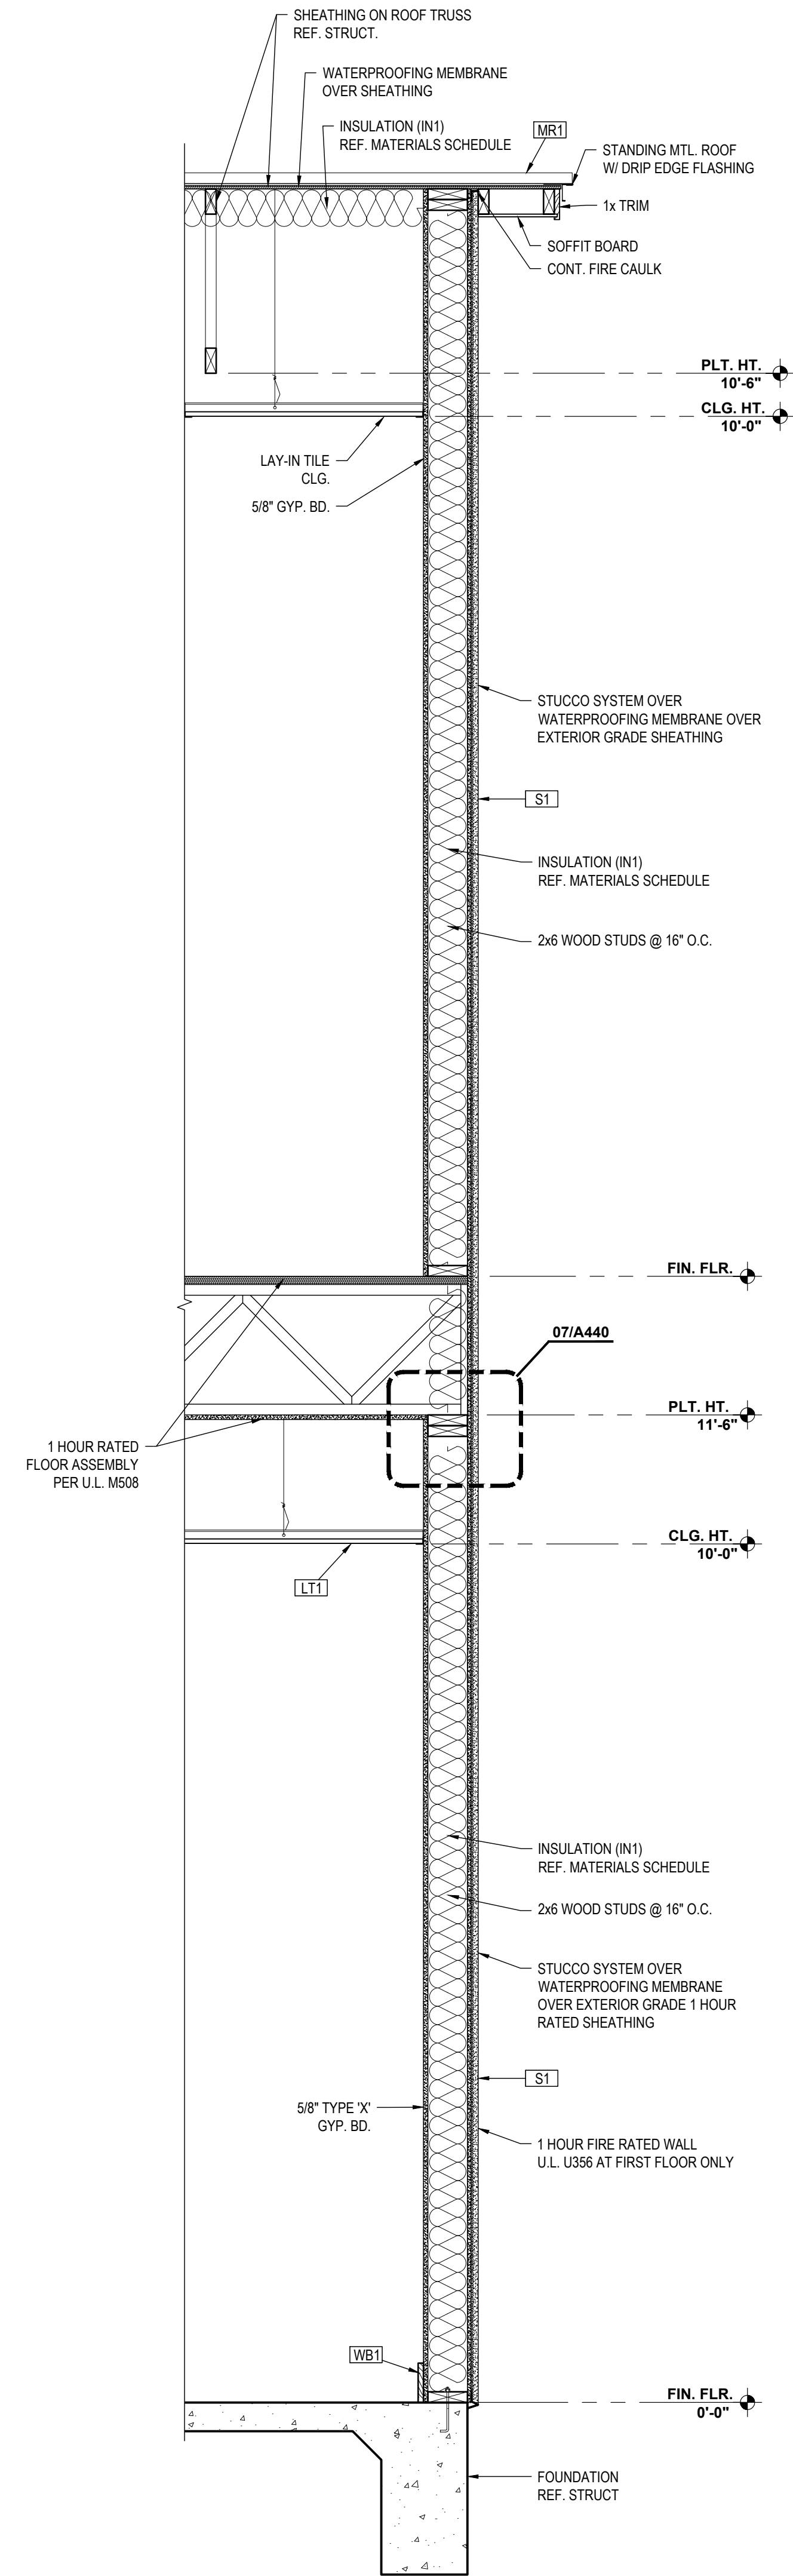 SHEATHING ON ROOF TRUSS
REF. STRUCT.
WATERPROOFING MEMBRANE
OVER SHEATHING
INSULATION (IN1)
REF. MATERIALS SCHEDULE
MR1
STANDING MTL. ROOF
W/ DRIP EDGE FLASHING
1x TRIM
SOFFIT BOARD
CONT. FIRE CAULK
PLT. HT.
10'-6"
CLG. HT.
10'-0"
LAY-IN TILE
CLG.
5/8" GYP. BD.
STUCCO SYSTEM OVER
WATERPROOFING MEMBRANE OVER
EXTERIOR GRADE SHEATHING
S1
INSULATION (IN1)
REF. MATERIALS SCHEDULE
2x6 WOOD STUDS @ 16" O.C.
FIN. FLR.
07/A440
PLT. HT.
11'-6"
1 HOUR RATED
FLOOR ASSEMBLY
PER U.L. M508
CLG. HT.
10'-0"
LT1
INSULATION (IN1)
REF. MATERIALS SCHEDULE
2x6 WOOD STUDS @ 16" O.C.
STUCCO SYSTEM OVER
WATERPROOFING MEMBRANE
OVER EXTERIOR GRADE 1 HOUR
RATED SHEATHING
S1
5/8" TYPE 'X'
GYP. BD.
1 HOUR FIRE RATED WALL
U.L. U356 AT FIRST FLOOR ONLY
WB1
FIN. FLR.
0'-0"
FOUNDATION
REF. STRUCT